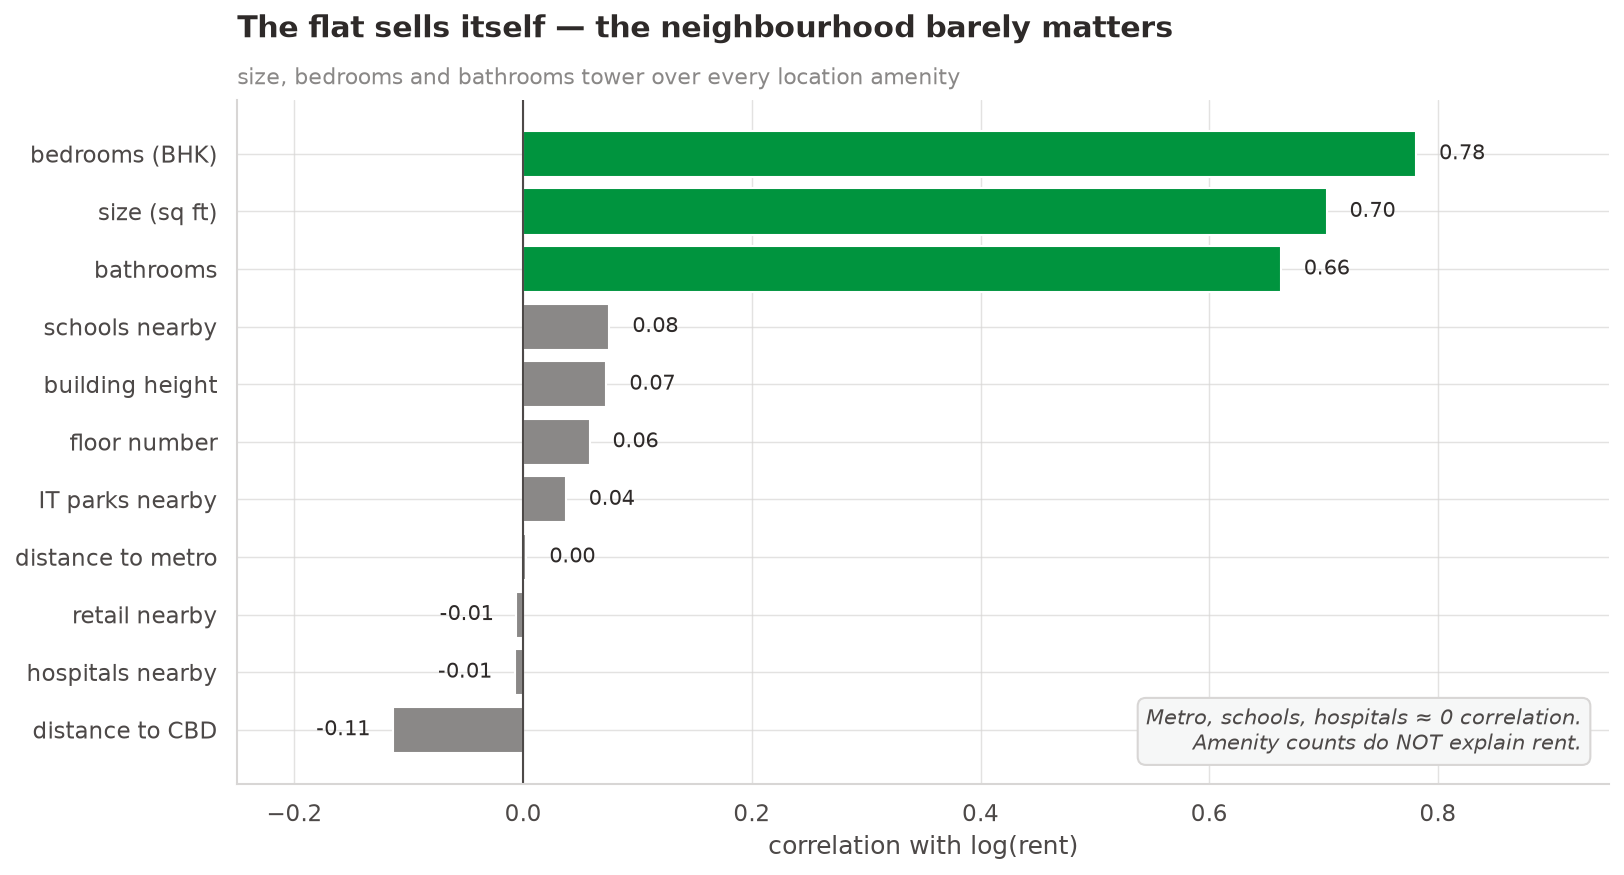 The flat sells itself — the neighbourhood barely matters
size, bedrooms and bathrooms tower over every location amenity
bedrooms (BHK) 0.78
size (sq ft) 0.70
bathrooms 0.66
schools nearby 0.08
building height 0.07
floor number 0.06
IT parks nearby 0.04
distance to metro 0.00
retail nearby -0.01
hospitals nearby -0.01
distance to CBD -0.11
Metro, schools, hospitals ≈ 0 correlation.
Amenity counts do NOT explain rent.
−0.2 0.0 0.2 0.4 0.6 0.8
correlation with log(rent)